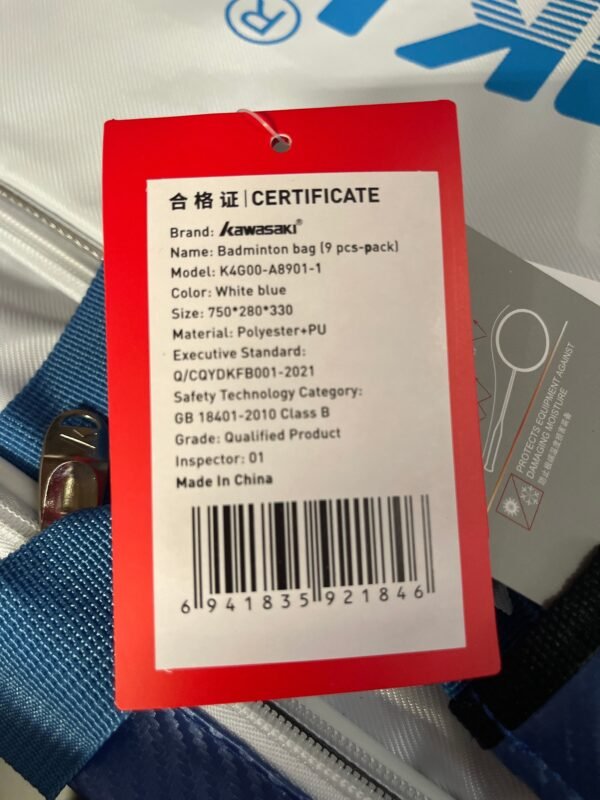 ®
合格证|CERTIFICATE
Brand: Kawasaki®
Name: Badminton bag (9 pcs-pack)
Model: K4G00-A8901-1
Color: White blue
Size: 750*280*330
Material: Polyester+PU
Executive Standard:
Q/CQYDKFB001-2021
Safety Technology Category:
GB 18401-2010 Class B
Grade: Qualified Product
Inspector: 01
Made In China
6 941835 921846
PROTECTS EQUIPMENT AGAINST
DAMAGING MOISTURE